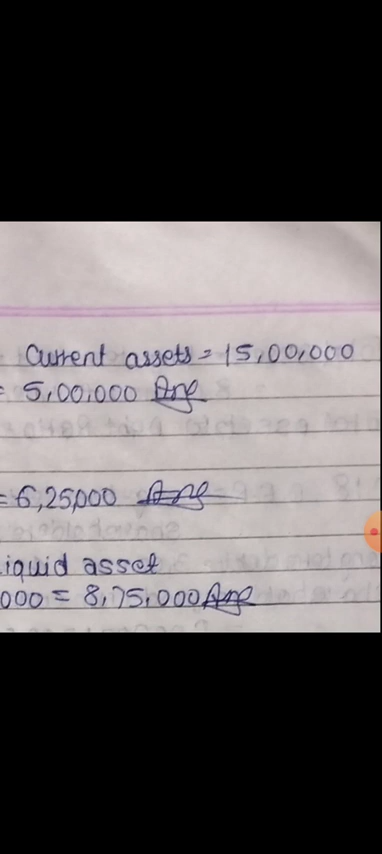 Current assets = 15,00,000
= 5,00,000 Ans
= 6,25,000 Ans
iquid asset
000 = 8,75,000 Ans